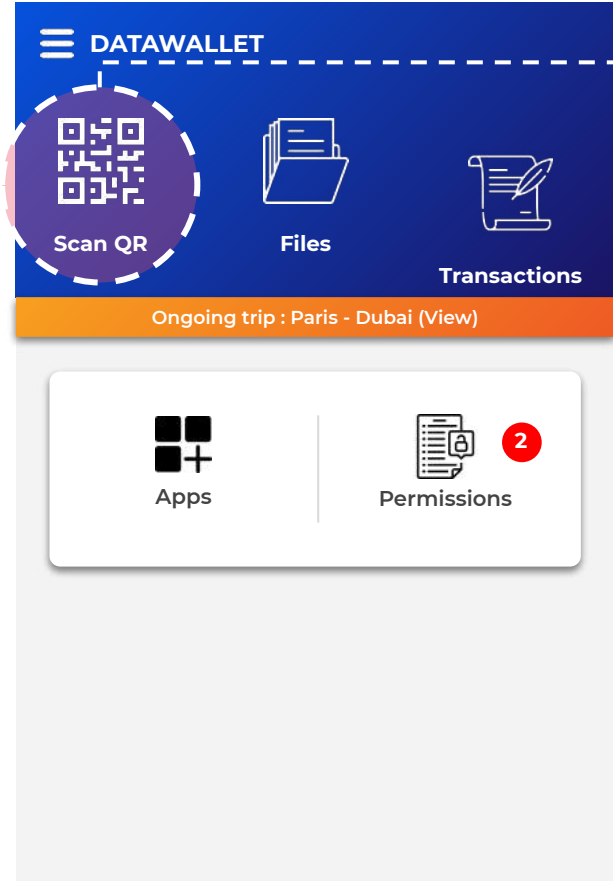 DATAWALLET
Scan QR
Files
Transactions
Ongoing trip : Paris - Dubai (View)
2
Apps
Permissions